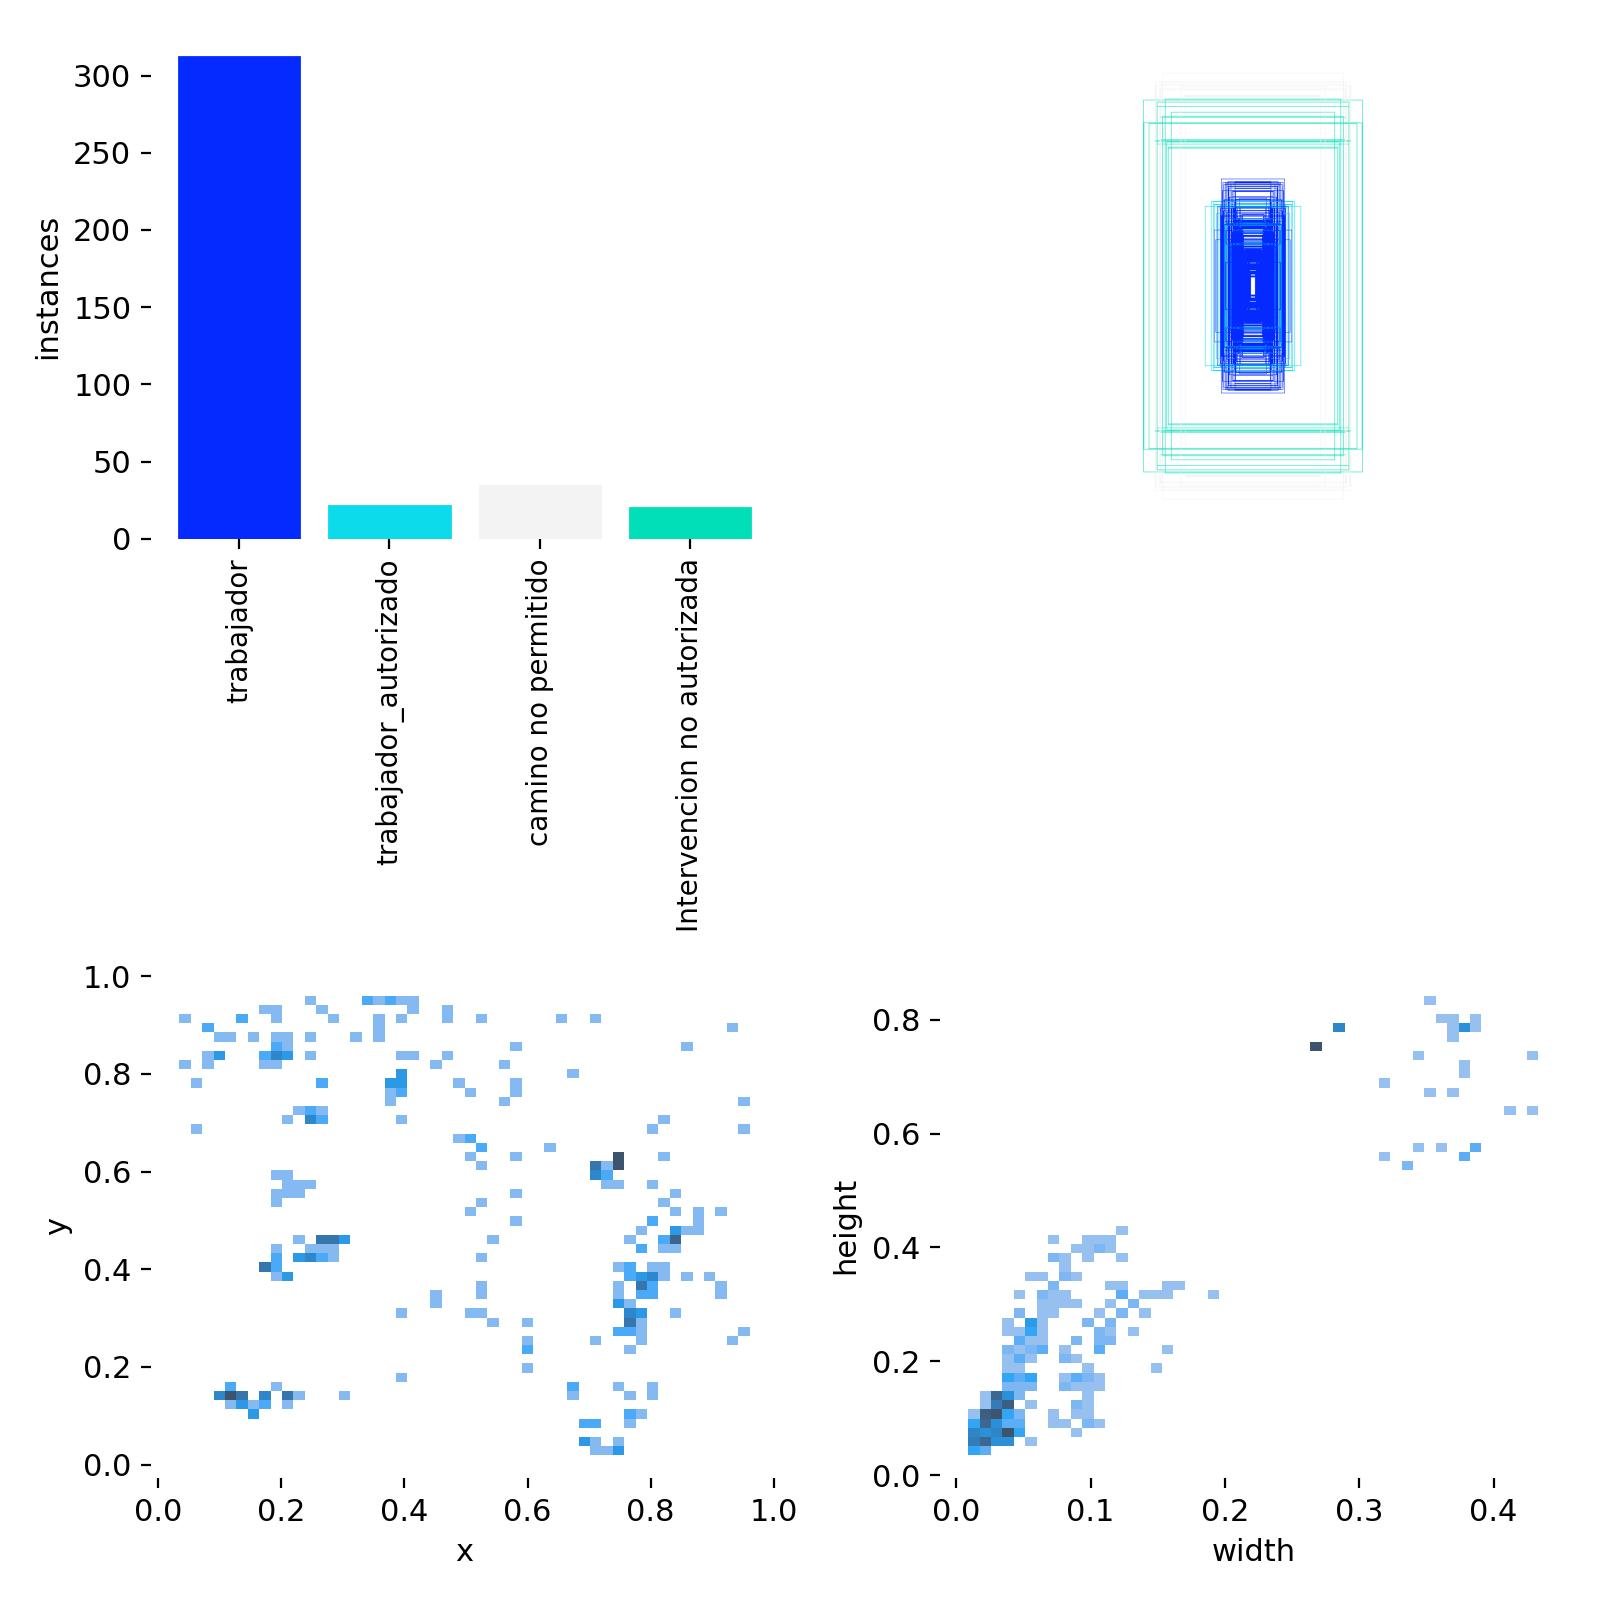 300
250
200
150
100
50
0
instances
trabajador
trabajador_autorizado
camino no permitido
Intervencion no autorizada
1.0
0.8
0.6
0.4
0.2
0.0
y
0.0 0.2 0.4 0.6 0.8 1.0
x
0.8
0.6
0.4
0.2
0.0
height
0.0 0.1 0.2 0.3 0.4
width